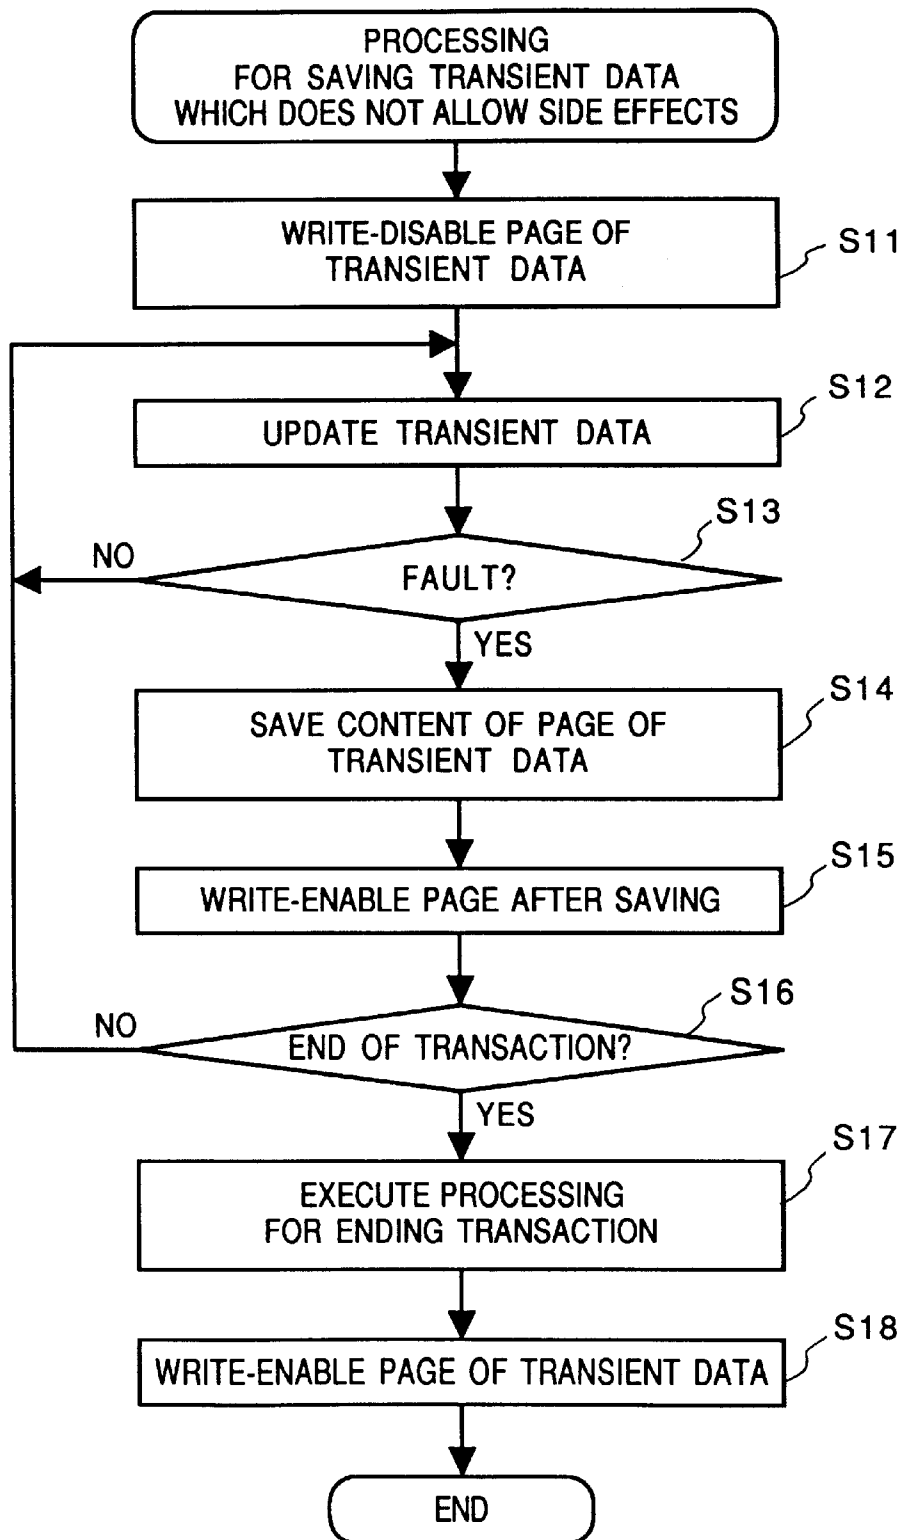 PROCESSING
FOR SAVING TRANSIENT DATA
WHICH DOES NOT ALLOW SIDE EFFECTS
WRITE-DISABLE PAGE OF
TRANSIENT DATA
S11
S12
UPDATE TRANSIENT DATA
S13
NO
FAULT?
YES
S14
SAVE CONTENT OF PAGE OF
TRANSIENT DATA
S15
WRITE-ENABLE PAGE AFTER SAVING
S16
NO
END OF TRANSACTION?
YES
S17
EXECUTE PROCESSING
FOR ENDING TRANSACTION
S18
WRITE-ENABLE PAGE OF TRANSIENT DATA
END